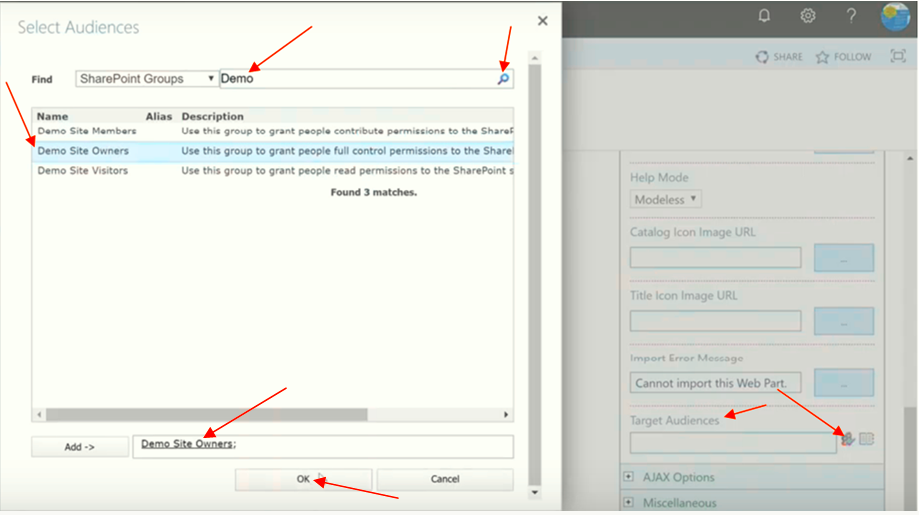 Select Audiences
Find SharePoint Groups Demo
Name Alias Description
Demo Site Members Use this group to grant people contribute permissions to the ShareP
Demo Site Owners Use this group to grant people full control permissions to the Share
Demo Site Visitors Use this group to grant people read permissions to the SharePoint s
Found 3 matches.
Add ->
Demo Site Owners;
OK Cancel
SHARE FOLLOW
Help Mode
Modeless
Catalog Icon Image URL
...
Title Icon Image URL
...
Import Error Message
Cannot import this Web Part. ...
Target Audiences
AJAX Options
Miscellaneous